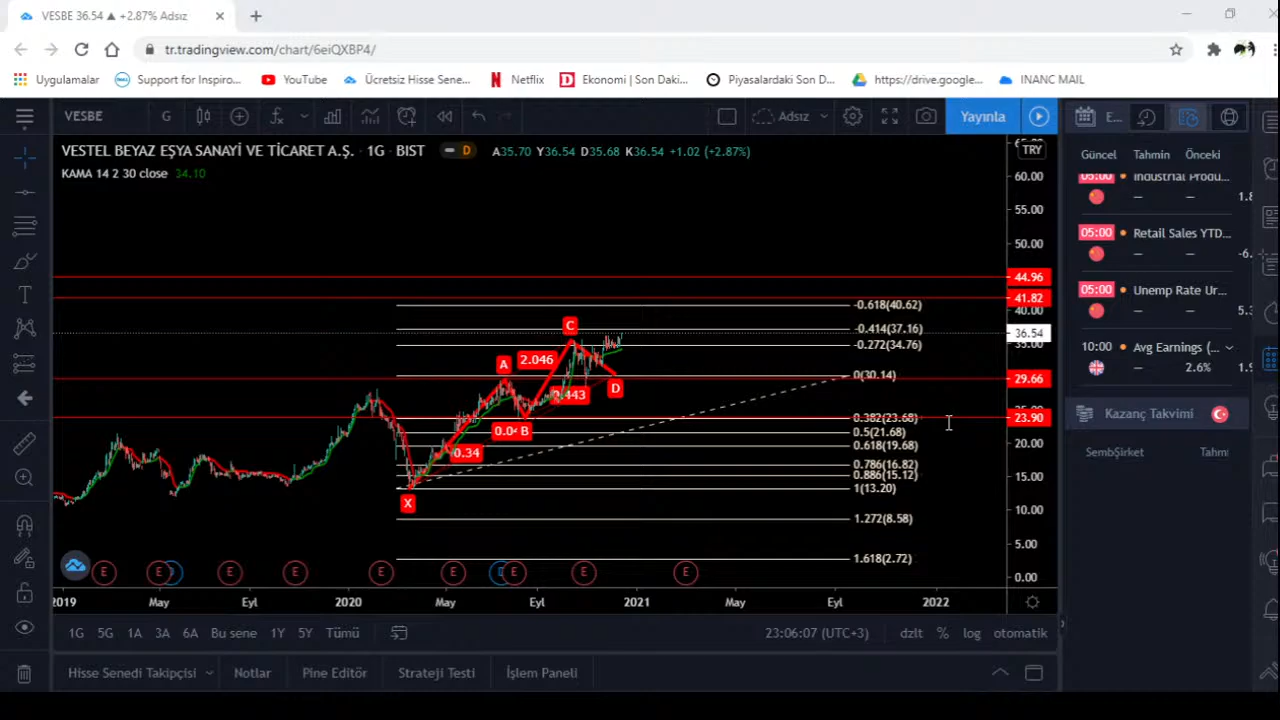 VESBE 36.54 ▲ +2.87% Adsız
tr.tradingview.com/chart/6eiQXBP4/
Uygulamalar
Support for Inspiro...
YouTube
Ücretsiz Hisse Sene...
Netflix
Ekonomi | Son Daki...
Piyasalardaki Son D...
https://drive.google...
INANC MAIL
VESBE G Adsız Yayınla E...
VESTEL BEYAZ EŞYA SANAYİ VE TİCARET A.Ş. · 1G · BIST D A35.70 Y36.54 D35.68 K36.54 +1.02 (+2.87%)
KAMA 14 2 30 close 34.10
TRY
60.00
55.00
50.00
44.96
41.82
40.00
36.54
35.00
29.66
23.90
20.00
15.00
10.00
5.00
0.00
-0.618(40.62)
-0.414(37.16)
-0.272(34.76)
0(30.14)
0.382(23.68)
0.5(21.68)
0.618(19.68)
0.786(16.82)
0.886(15.12)
1(13.20)
1.272(8.58)
1.618(2.72)
C
2.046
A
D
B
0.34
X
E E E E E E E E E
2019 May Eyl 2020 May Eyl 2021 May Eyl 2022
1G 5G 1A 3A 6A Bu sene 1Y 5Y Tümü 23:06:07 (UTC+3) dzlt % log otomatik
Hisse Senedi Takipçisi Notlar Pine Editör Strateji Testi İşlem Paneli
Güncel Tahmin Önceki
05:00 Industrial Produ...
— — 1.8
05:00 Retail Sales YTD...
— — -6.
05:00 Unemp Rate Ur...
— — 5.3
10:00 Avg Earnings (...
— 2.6% 1.9
Kazanç Takvimi
Sembşirket Tahmi